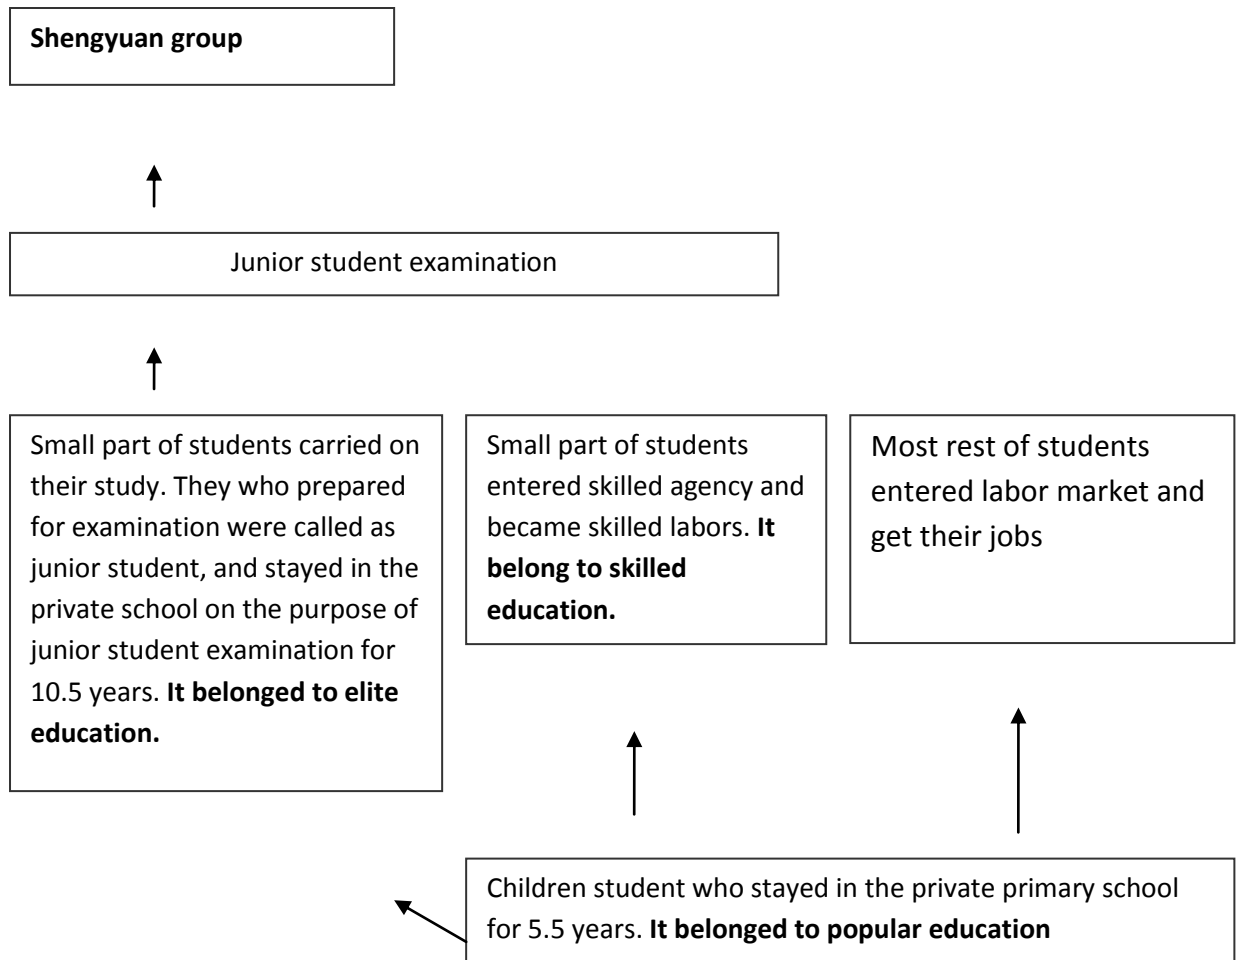 Shengyuan group
Junior student examination
Small part of students carried on
their study. They who prepared
for examination were called as
junior student, and stayed in the
private school on the purpose of
junior student examination for
10.5 years. It belonged to elite
education.
Small part of students
entered skilled agency and
became skilled labors. It
belong to skilled
education.
Most rest of students
entered labor market and
get their jobs
Children student who stayed in the private primary school
for 5.5 years. It belonged to popular education